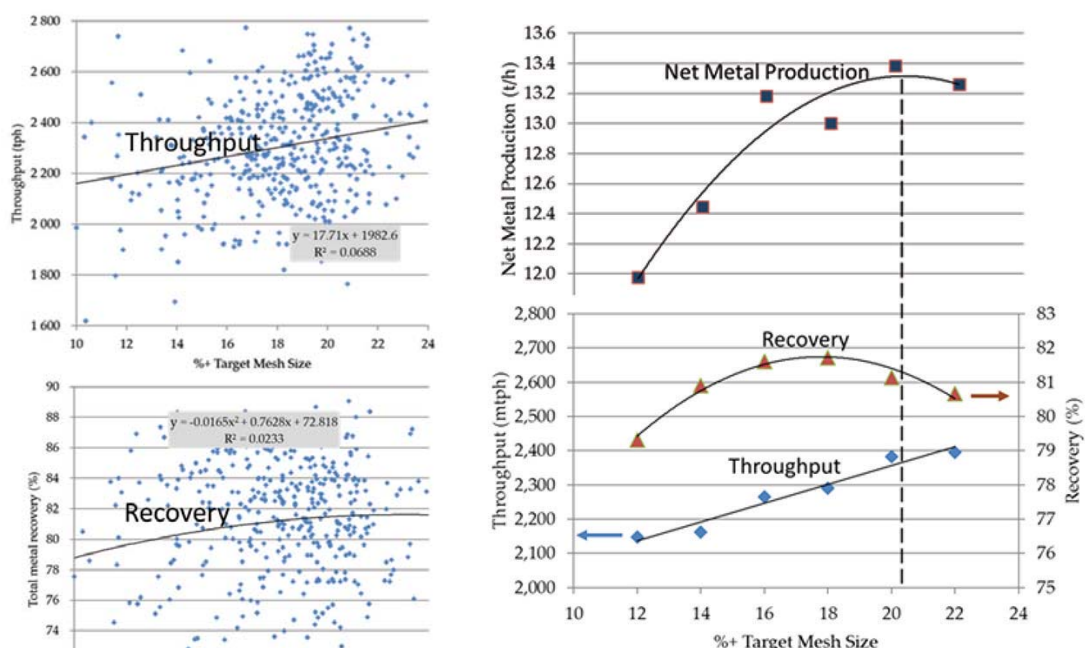 2 800
2 600
2 400
2 200
2 000
1 800
1 600
Throughput (tph)
Throughput
y = 17.71x + 1982.6
R² = 0.0688
10 12 14 16 18 20 22 24
%+ Target Mesh Size
90
88
86
84
82
80
78
76
74
Total metal recovery (%)
y = -0.0165x² + 0.7628x + 72.818
R² = 0.0233
Recovery
13.6
13.4
13.2
13.0
12.8
12.6
12.4
12.2
12.0
Net Metal Produciton (t/h)
Net Metal Production
2,800
2,700
2,600
2,500
2,400
2,300
2,200
2,100
2,000
Throughput (mtph)
Recovery
Throughput
83
82
81
80
79
78
77
76
75
Recovery (%)
10 12 14 16 18 20 22 24
%+ Target Mesh Size